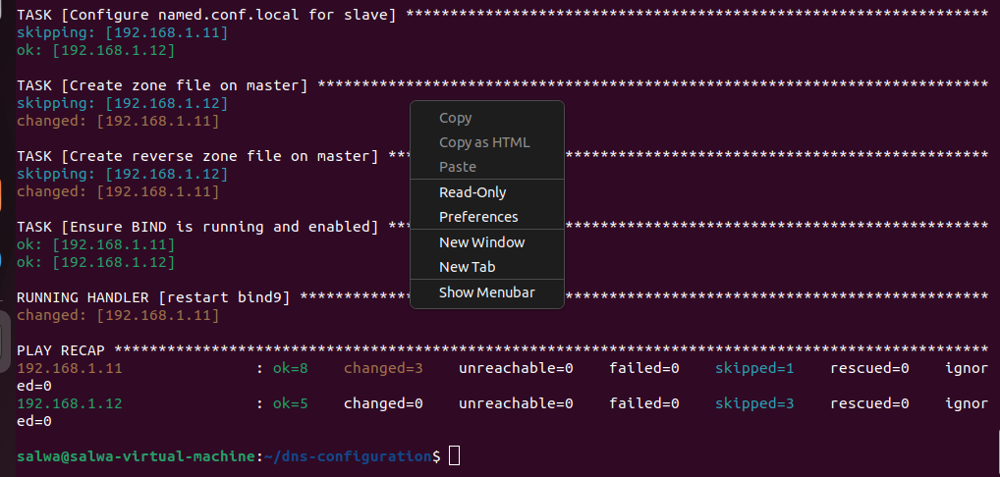 TASK [Configure named.conf.local for slave] ******************************************************************
skipping: [192.168.1.11]
ok: [192.168.1.12]
TASK [Create zone file on master] ****************************************************************************
skipping: [192.168.1.12]
changed: [192.168.1.11]
TASK [Create reverse zone file on master] ** ************************************************
skipping: [192.168.1.12]
changed: [192.168.1.11]
TASK [Ensure BIND is running and enabled] ** ************************************************
ok: [192.168.1.11]
ok: [192.168.1.12]
RUNNING HANDLER [restart bind9] ************ ************************************************
changed: [192.168.1.11]
PLAY RECAP ***************************************************************************************************
192.168.1.11 : ok=8 changed=3 unreachable=0 failed=0 skipped=1 rescued=0 ignor
ed=0
192.168.1.12 : ok=5 changed=0 unreachable=0 failed=0 skipped=3 rescued=0 ignor
ed=0
salwa@salwa-virtual-machine:~/dns-configuration$
Copy
Copy as HTML
Paste
Read-Only
Preferences
New Window
New Tab
Show Menubar